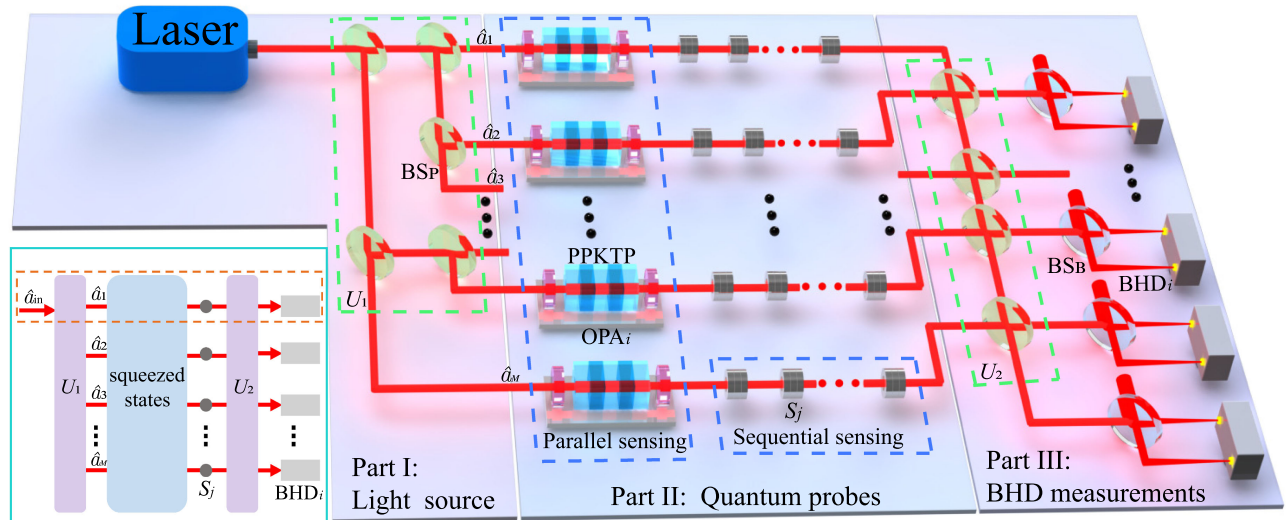 Laser
â1
â2
BSP
â3
PPKTP
U1
OPAi
BSB
BHDi
âM
U2
Sj
Parallel sensing
Sequential sensing
Part I:
Light source
Part II: Quantum probes
Part III:
BHD measurements
âin
â1
â2
U1
squeezed
states
U2
â3
âM
Sj
BHDi